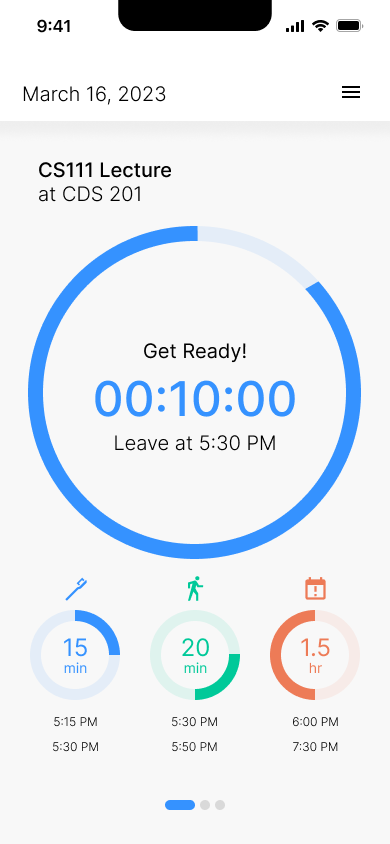 9:41
March 16, 2023
CS111 Lecture
at CDS 201
Get Ready!
00:10:00
Leave at 5:30 PM
15 20 1.5
min min hr
5:15 PM 5:30 PM 6:00 PM
5:30 PM 5:50 PM 7:30 PM